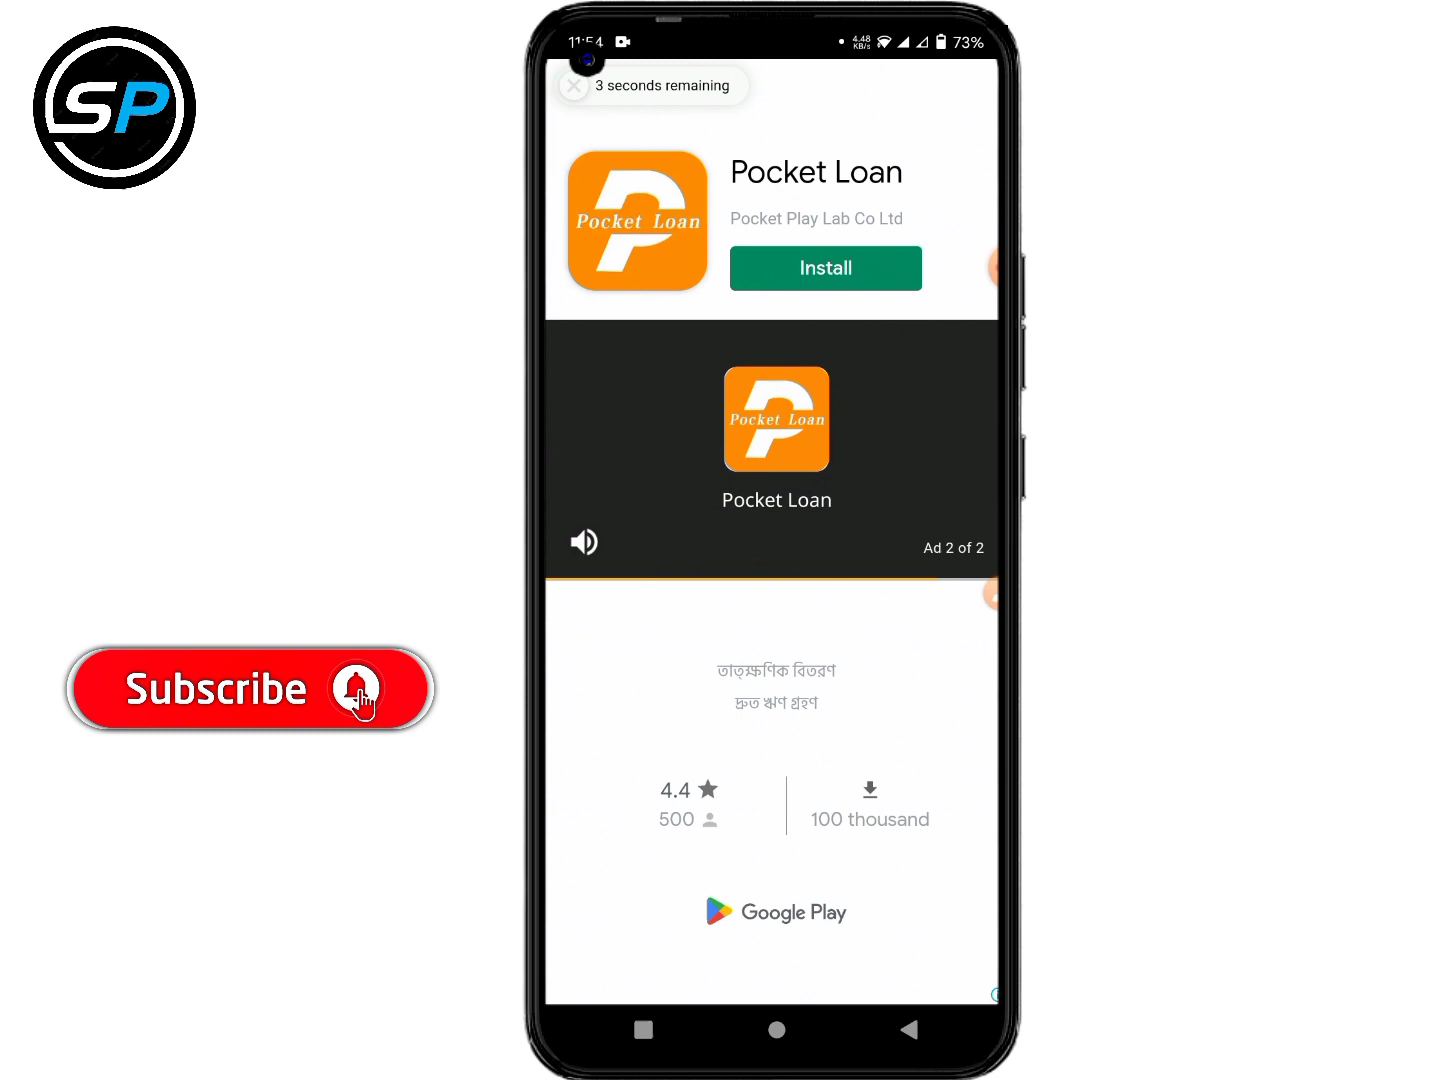 SP
11:54
4.48
KB/s
73%
3 seconds remaining
Pocket Loan
Pocket Loan
Pocket Play Lab Co Ltd
Install
Pocket Loan
Pocket Loan
Ad 2 of 2
তাত্ক্ষণিক বিতরণ
দ্রুত ঋণ গ্রহণ
4.4
500
100 thousand
Google Play
Subscribe